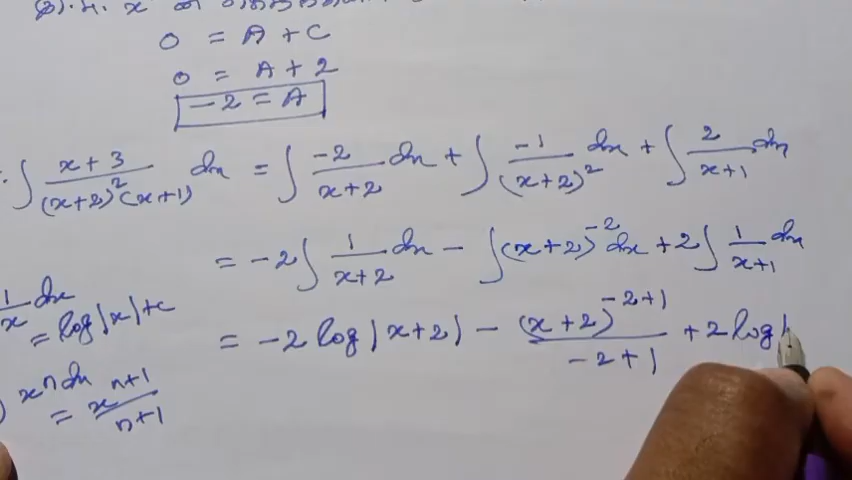 0 = A + C
0 = A + 2
-2 = A
∫ x + 3 / (x+2)² (x+1) dx = ∫ -2 / x+2 dx + ∫ -1 / (x+2)² dx + ∫ 2 / x+1 dx
= -2 ∫ 1 / x+2 dx - ∫ (x+2)⁻² dx + 2 ∫ 1 / x+1 dx
1/x dx = log|x| + c
= -2 log|x+2| - (x+2)^(-2+1) / -2+1 + 2 log|
xⁿ dx = xⁿ⁺¹ / n+1